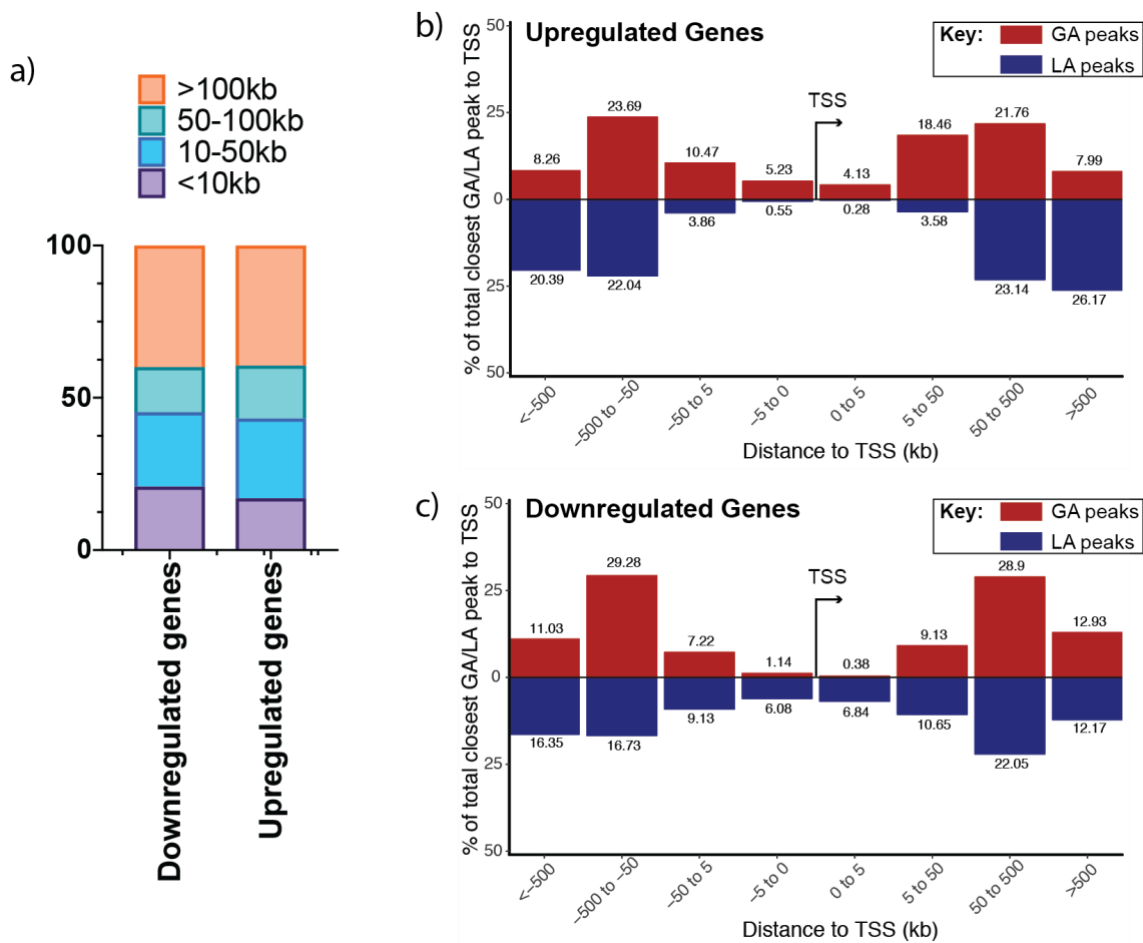 a)
>100kb
50-100kb
10-50kb
<10kb
100
50
0
Downregulated genes
Upregulated genes
b)
Upregulated Genes
Key:
GA peaks
LA peaks
% of total closest GA/LA peak to TSS
50
25
0
25
50
TSS
8.26
23.69
10.47
5.23
4.13
18.46
21.76
7.99
20.39
22.04
3.86
0.55
0.28
3.58
23.14
26.17
<-500
-500 to -50
-50 to 5
-5 to 0
0 to 5
5 to 50
50 to 500
>500
Distance to TSS (kb)
c)
Downregulated Genes
Key:
GA peaks
LA peaks
% of total closest GA/LA peak to TSS
50
25
0
25
50
TSS
11.03
29.28
7.22
1.14
0.38
9.13
28.9
12.93
16.35
16.73
9.13
6.08
6.84
10.65
22.05
12.17
<-500
-500 to -50
-50 to 5
-5 to 0
0 to 5
5 to 50
50 to 500
>500
Distance to TSS (kb)